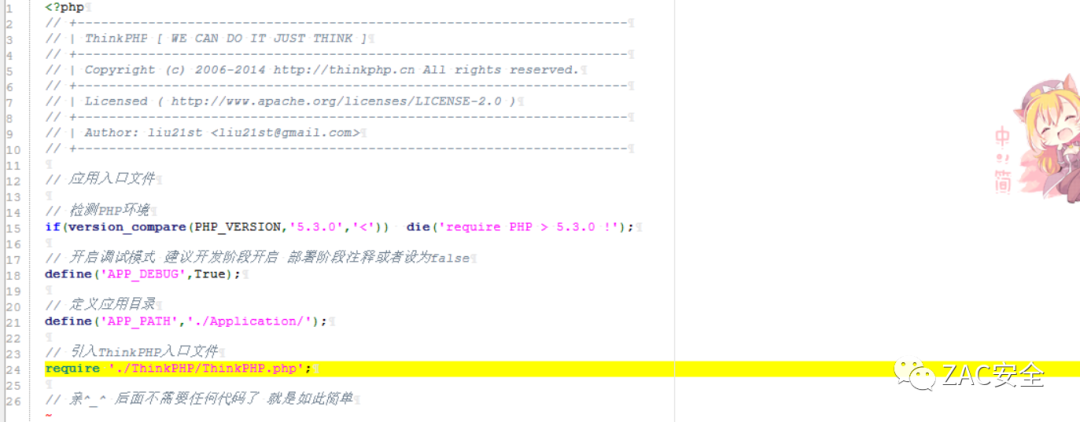 1 <?php
2 // +----------------------------------------------------------------------
3 // | ThinkPHP [ WE CAN DO IT JUST THINK ]
4 // +----------------------------------------------------------------------
5 // | Copyright (c) 2006-2014 http://thinkphp.cn All rights reserved.
6 // +----------------------------------------------------------------------
7 // | Licensed ( http://www.apache.org/licenses/LICENSE-2.0 )
8 // +----------------------------------------------------------------------
9 // | Author: liu21st <liu21st@gmail.com>
10 // +----------------------------------------------------------------------
11
12 // 应用入口文件
13
14 // 检测PHP环境
15 if(version_compare(PHP_VERSION,'5.3.0','<'))  die('require PHP > 5.3.0 !');
16
17 // 开启调试模式 建议开发阶段开启 部署阶段注释或者设为false
18 define('APP_DEBUG',True);
19
20 // 定义应用目录
21 define('APP_PATH','./Application/');
22
23 // 引入ThinkPHP入口文件
24 require './ThinkPHP/ThinkPHP.php';
25
26 // 亲^_^ 后面不需要任何代码了 就是如此简单
~
中
简
ZAC安全